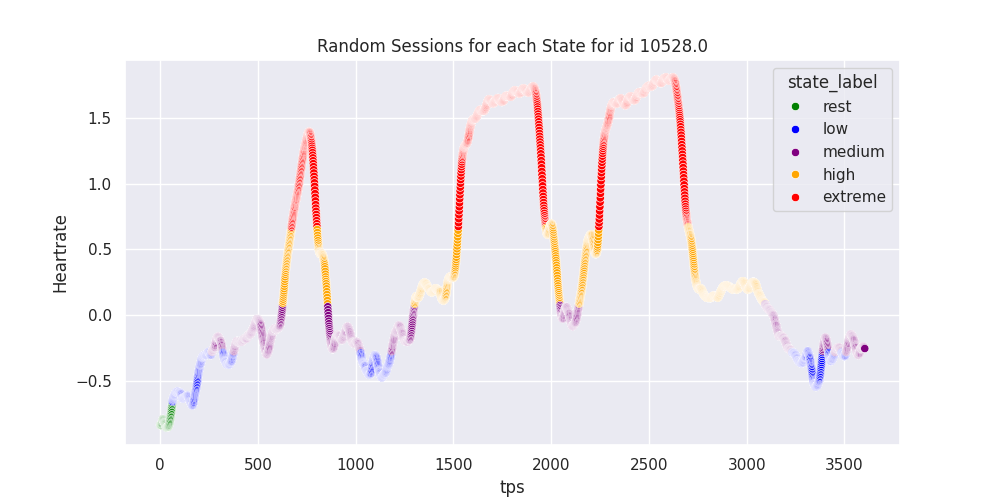 Random Sessions for each State for id 10528.0
state_label
rest
low
medium
high
extreme
Heartrate
1.5
1.0
0.5
0.0
−0.5
0 500 1000 1500 2000 2500 3000 3500
tps